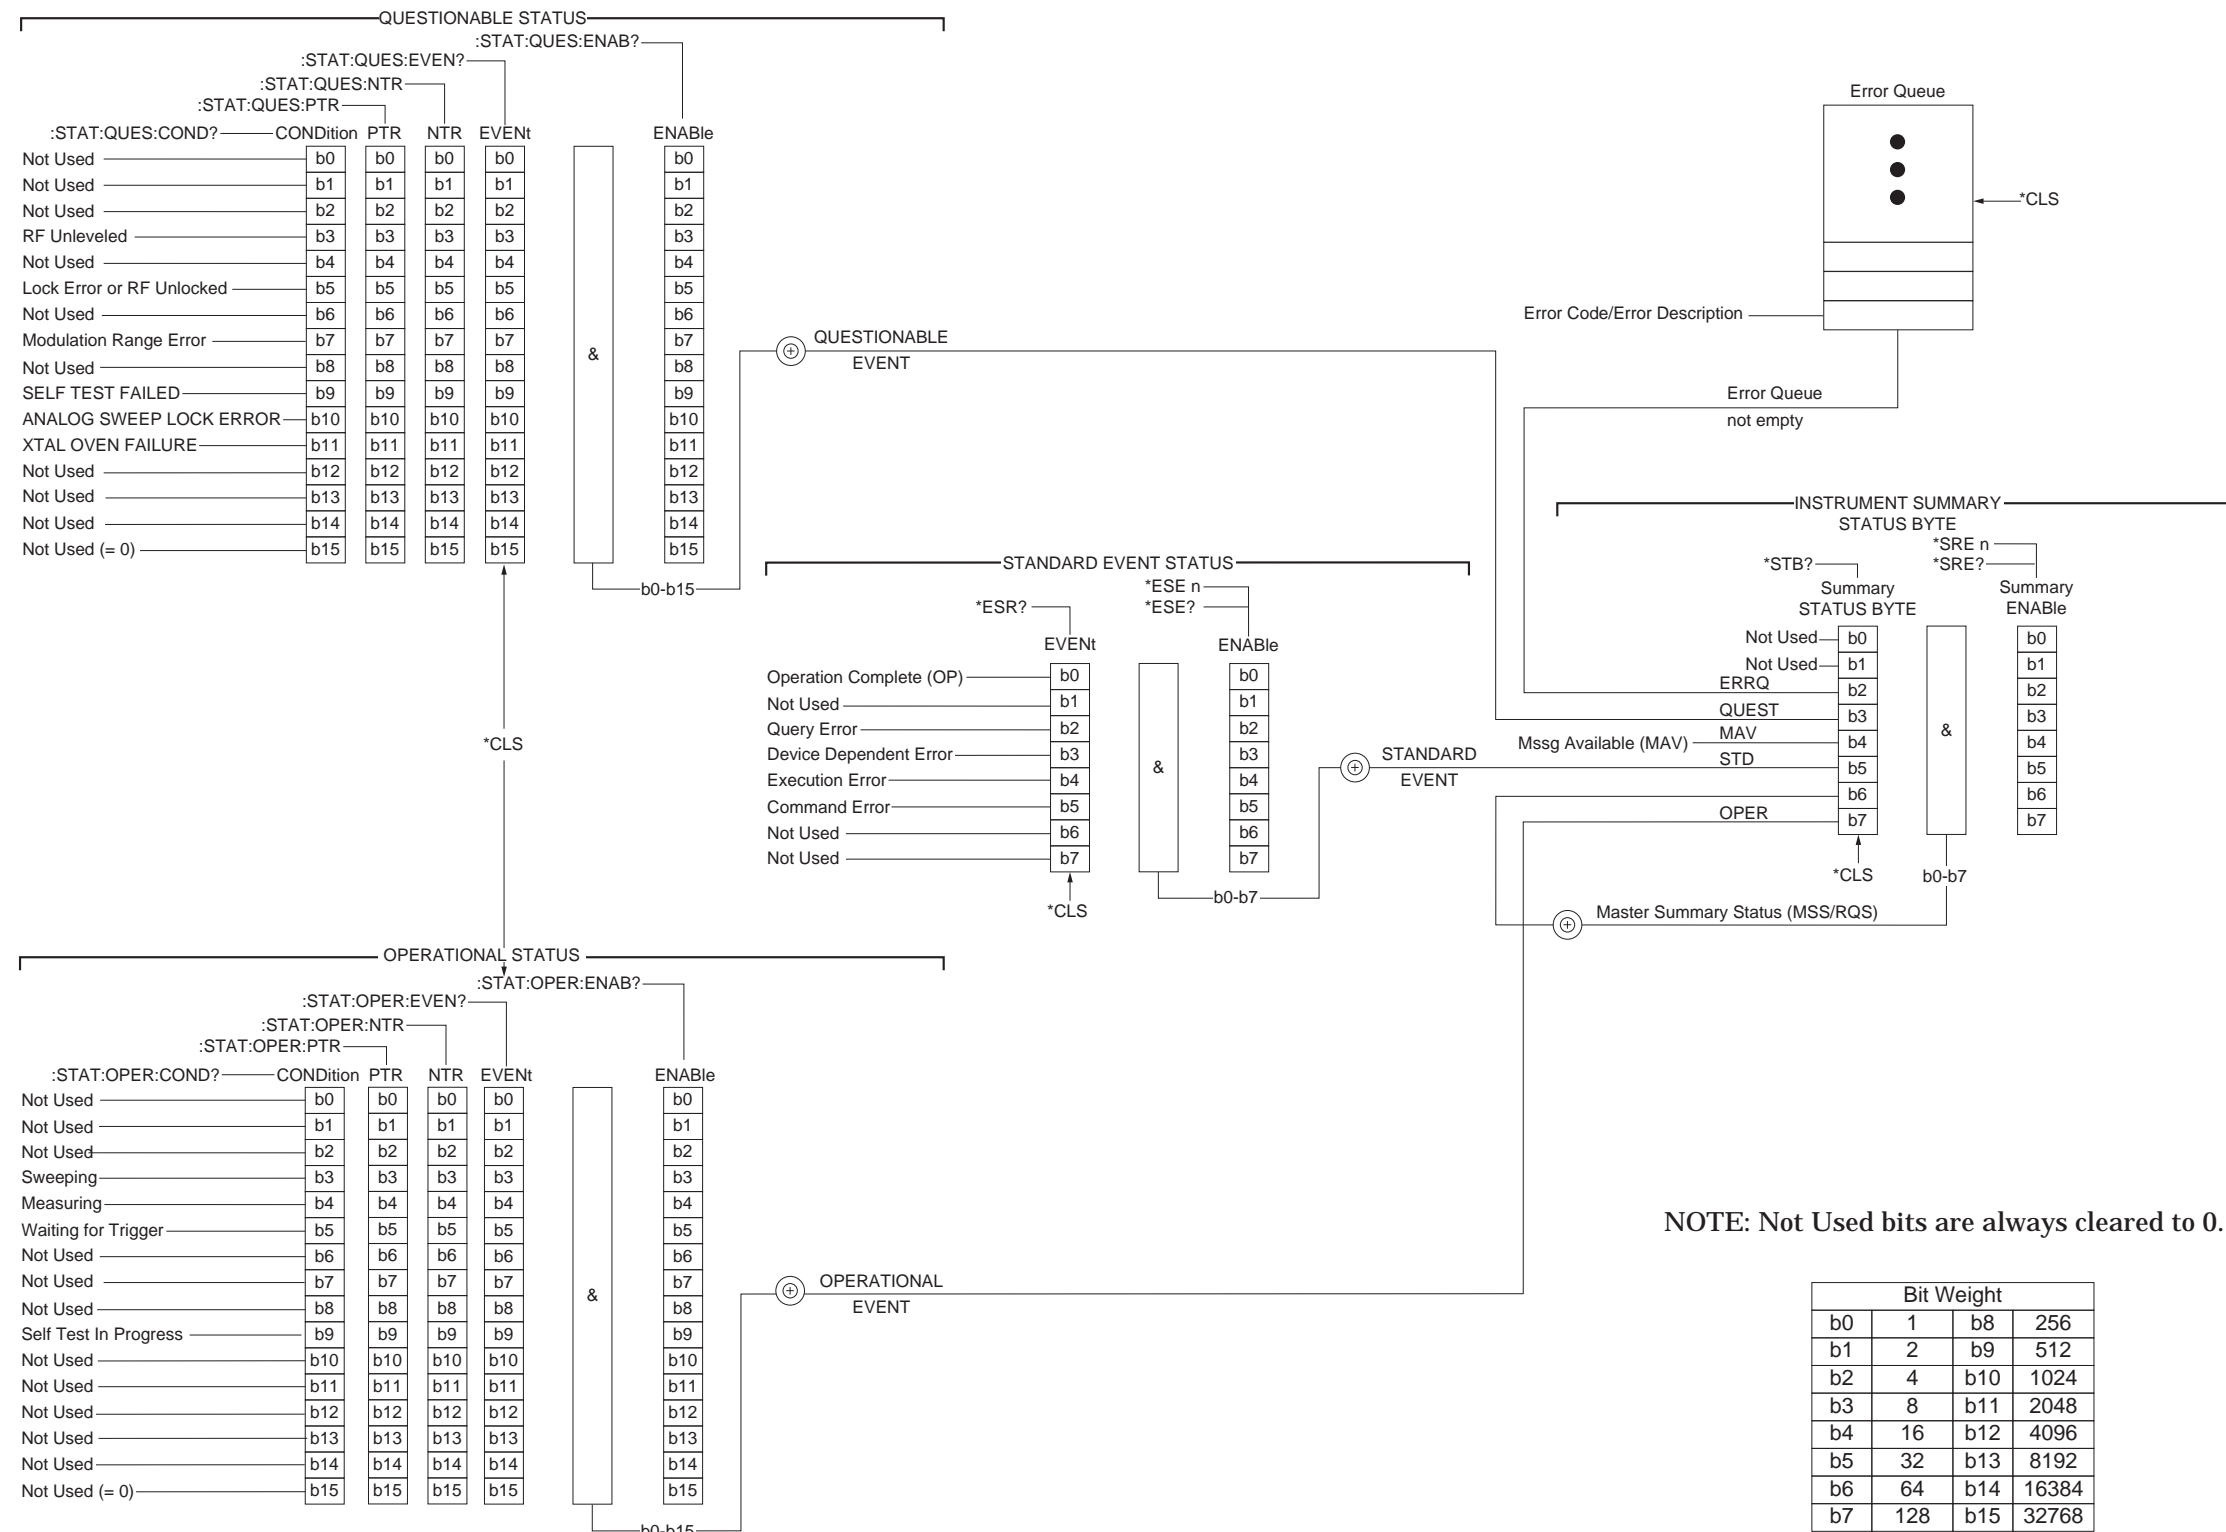 QUESTIONABLE STATUS
:STAT:QUES:ENAB?
:STAT:QUES:EVEN?
:STAT:QUES:NTR
:STAT:QUES:PTR
:STAT:QUES:COND? CONDition PTR NTR EVENt ENABle
Not Used b0 b0 b0 b0 b0
Not Used b1 b1 b1 b1 b1
Not Used b2 b2 b2 b2 b2
RF Unleveled b3 b3 b3 b3 b3
Not Used b4 b4 b4 b4 b4
Lock Error or RF Unlocked b5 b5 b5 b5 b5
Not Used b6 b6 b6 b6 b6
Modulation Range Error b7 b7 b7 b7 b7
&
Not Used b8 b8 b8 b8 b8
SELF TEST FAILED b9 b9 b9 b9 b9
ANALOG SWEEP LOCK ERROR b10 b10 b10 b10 b10
XTAL OVEN FAILURE b11 b11 b11 b11 b11
Not Used b12 b12 b12 b12 b12
Not Used b13 b13 b13 b13 b13
Not Used b14 b14 b14 b14 b14
Not Used (= 0) b15 b15 b15 b15 b15
b0-b15
QUESTIONABLE
EVENT
*CLS
Error Queue
*CLS
Error Code/Error Description
Error Queue
not empty
STANDARD EVENT STATUS
*ESE n
*ESR? *ESE?
EVENt ENABle
Operation Complete (OP) b0 b0
Not Used b1 b1
Query Error b2 b2
Device Dependent Error b3 b3
&
Execution Error b4 b4
Command Error b5 b5
Not Used b6 b6
Not Used b7 b7
b0-b7
*CLS
STANDARD
EVENT
INSTRUMENT SUMMARY
STATUS BYTE
*SRE n
*STB? *SRE?
Summary Summary
STATUS BYTE ENABle
Not Used b0 b0
Not Used b1 b1
ERRQ b2 b2
QUEST b3 b3
&
Mssg Available (MAV) MAV b4 b4
STD b5 b5
b6 b6
OPER b7 b7
*CLS b0-b7
Master Summary Status (MSS/RQS)
OPERATIONAL STATUS
:STAT:OPER:ENAB?
:STAT:OPER:EVEN?
:STAT:OPER:NTR
:STAT:OPER:PTR
:STAT:OPER:COND? CONDition PTR NTR EVENt ENABle
Not Used b0 b0 b0 b0 b0
Not Used b1 b1 b1 b1 b1
Not Used b2 b2 b2 b2 b2
Sweeping b3 b3 b3 b3 b3
Measuring b4 b4 b4 b4 b4
Waiting for Trigger b5 b5 b5 b5 b5
Not Used b6 b6 b6 b6 b6
Not Used b7 b7 b7 b7 b7
&
Not Used b8 b8 b8 b8 b8
Self Test In Progress b9 b9 b9 b9 b9
Not Used b10 b10 b10 b10 b10
Not Used b11 b11 b11 b11 b11
Not Used b12 b12 b12 b12 b12
Not Used b13 b13 b13 b13 b13
Not Used b14 b14 b14 b14 b14
Not Used (= 0) b15 b15 b15 b15 b15
b0-b15
OPERATIONAL
EVENT
NOTE: Not Used bits are always cleared to 0.
Bit Weight
b0 1 b8 256
b1 2 b9 512
b2 4 b10 1024
b3 8 b11 2048
b4 16 b12 4096
b5 32 b13 8192
b6 64 b14 16384
b7 128 b15 32768